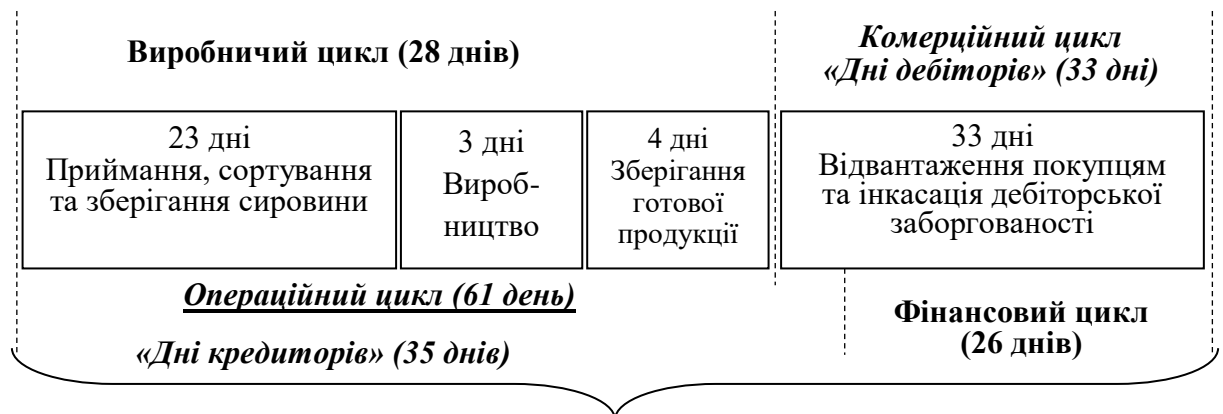 Виробничий цикл (28 днів)
Комерційний цикл
«Дні дебіторів» (33 дні)
23 дні
Приймання, сортування
та зберігання сировини
3 дні
Вироб-
ництво
4 дні
Зберігання
готової
продукції
33 дні
Відвантаження покупцям
та інкасація дебіторської
заборгованості
Операційний цикл (61 день)
«Дні кредиторів» (35 днів)
Фінансовий цикл
(26 днів)